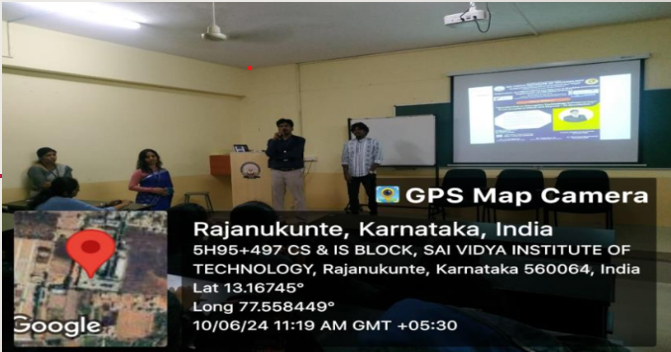 GPS Map Camera
Rajanukunte, Karnataka, India
5H95+497 CS & IS BLOCK, SAI VIDYA INSTITUTE OF
TECHNOLOGY, Rajanukunte, Karnataka 560064, India
Lat 13.16745°
Long 77.558449°
10/06/24 11:19 AM GMT +05:30
Google